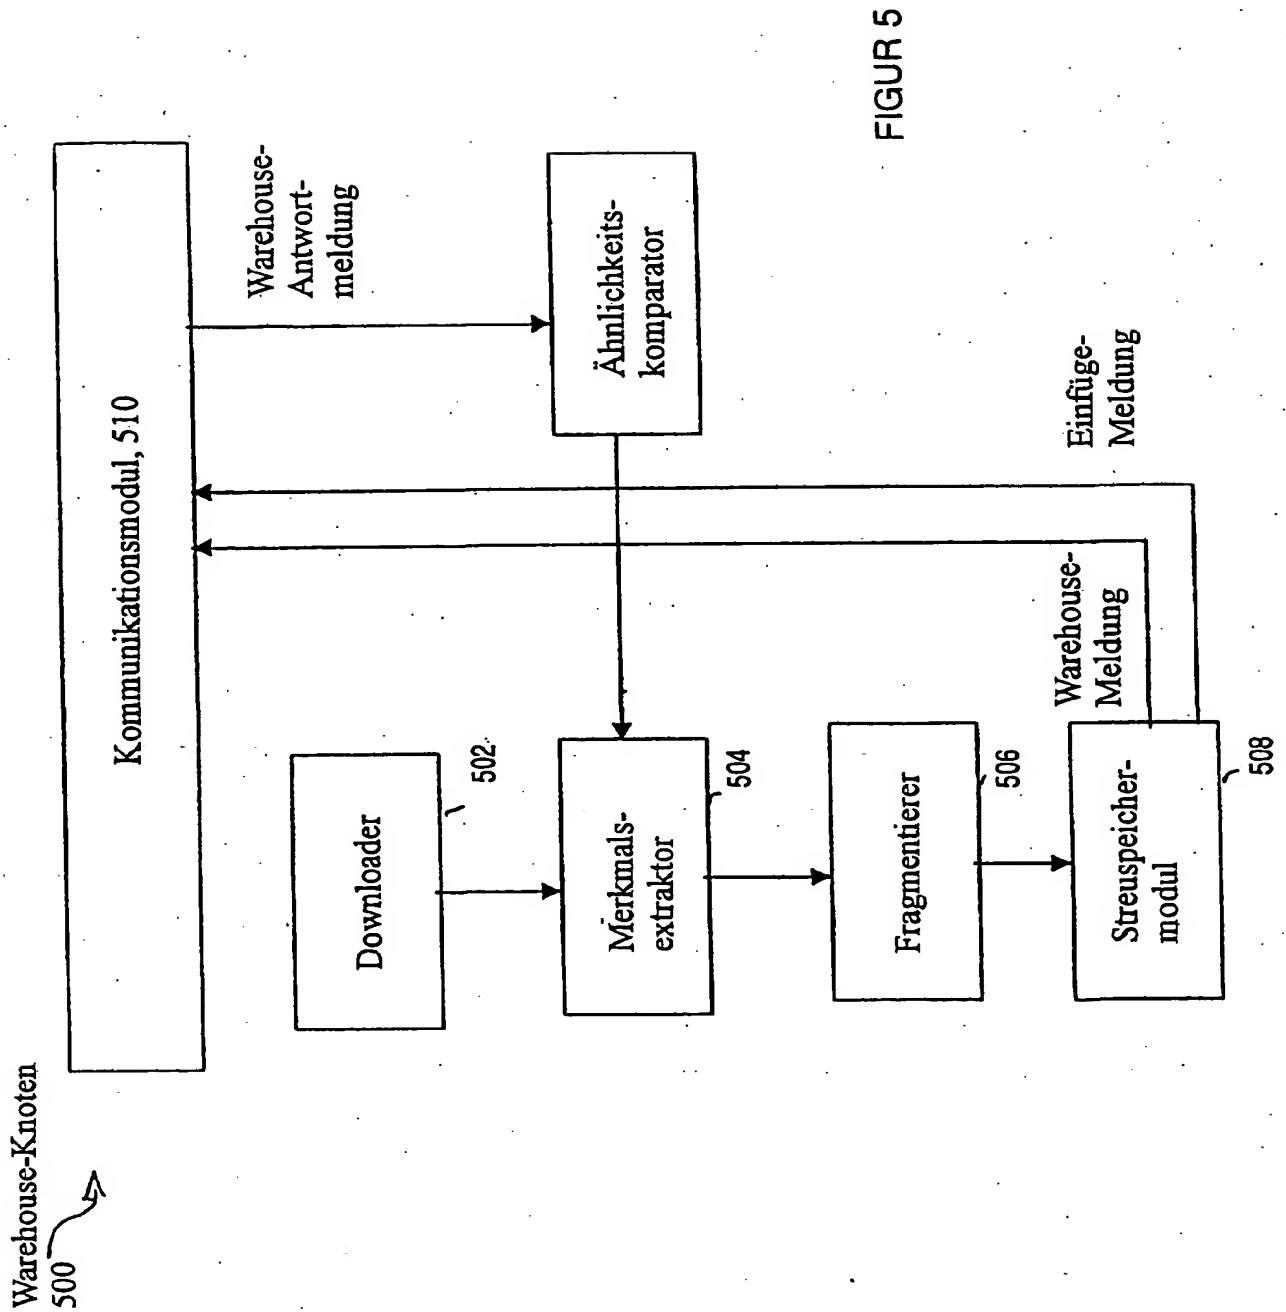 Warehouse-Knoten
500
Kommunikationsmodul, 510
Downloader
502
Merkmals-
extraktor
504
Fragmentierer
506
Streuspeicher-
modul
508
Warehouse-
Meldung
Einfüge-
Meldung
Ähnlichkeits-
komparator
Warehouse-
Antwort-
meldung
FIGUR 5